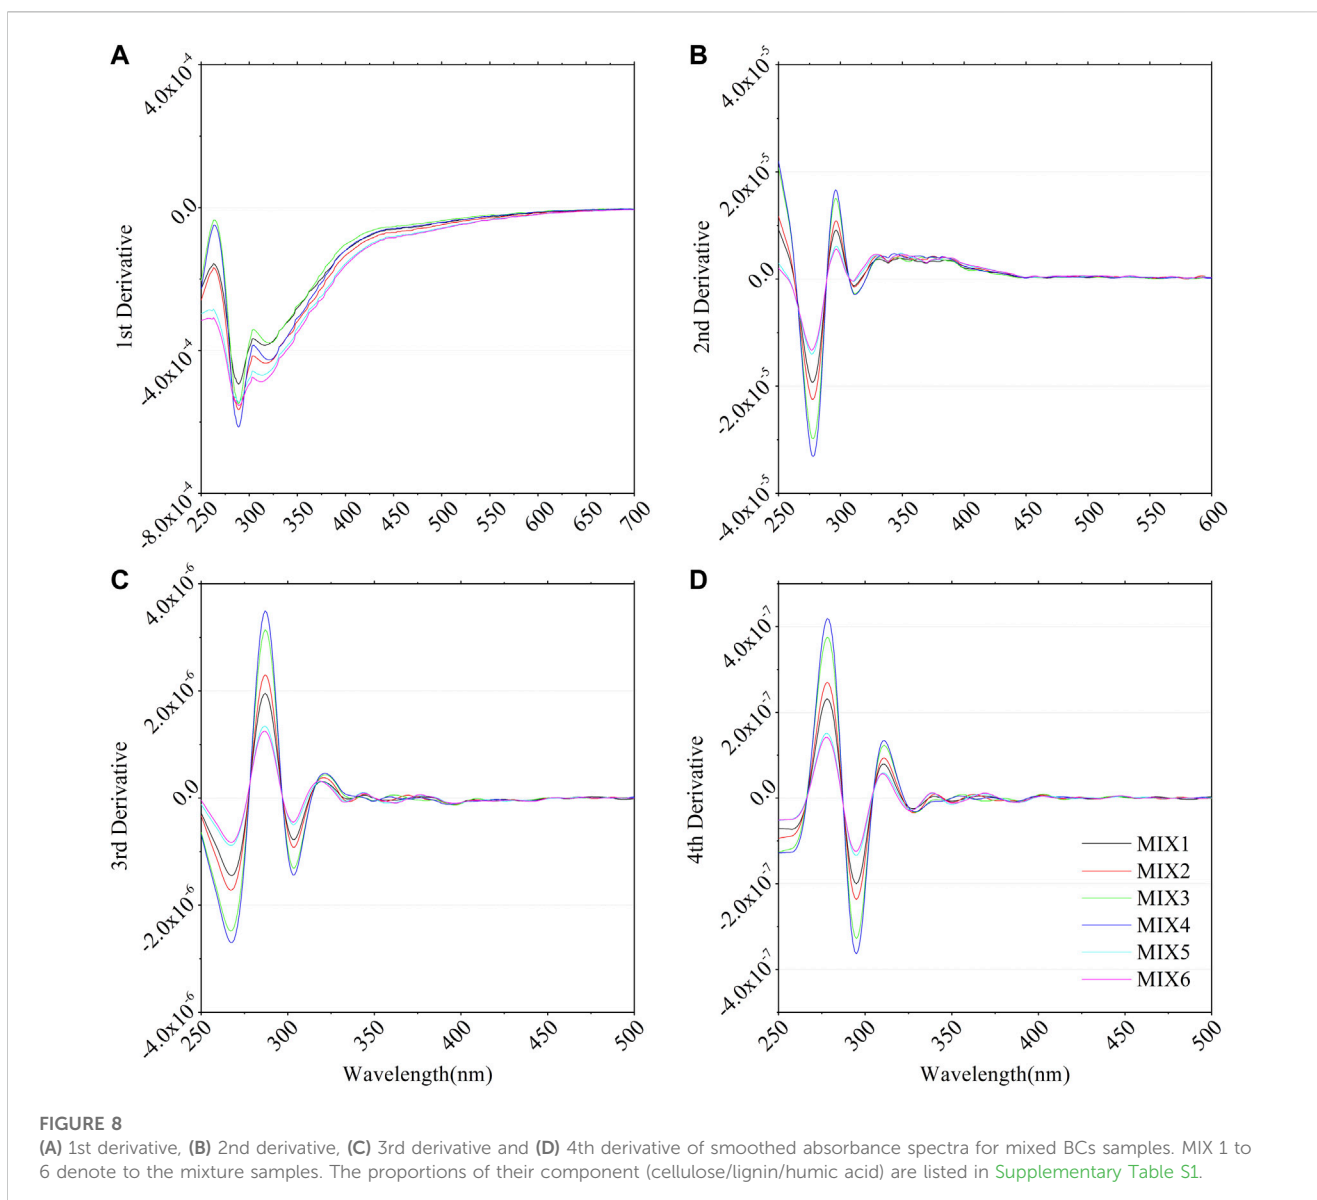 A
4.0x10-4
0.0
-4.0x10-4
-8.0x10-4
1st Derivative
250 300 350 400 450 500 550 600 650 700
B
4.0x10-5
2.0x10-5
0.0
-2.0x10-5
-4.0x10-5
2nd Derivative
250 300 350 400 450 500 550 600
C
4.0x10-6
2.0x10-6
0.0
-2.0x10-6
-4.0x10-6
3rd Derivative
250 300 350 400 450 500
Wavelength(nm)
D
4.0x10-7
2.0x10-7
0.0
-2.0x10-7
-4.0x10-7
4th Derivative
MIX1
MIX2
MIX3
MIX4
MIX5
MIX6
250 300 350 400 450 500
Wavelength(nm)
FIGURE 8
(A) 1st derivative, (B) 2nd derivative, (C) 3rd derivative and (D) 4th derivative of smoothed absorbance spectra for mixed BCs samples. MIX 1 to
6 denote to the mixture samples. The proportions of their component (cellulose/lignin/humic acid) are listed in Supplementary Table S1.